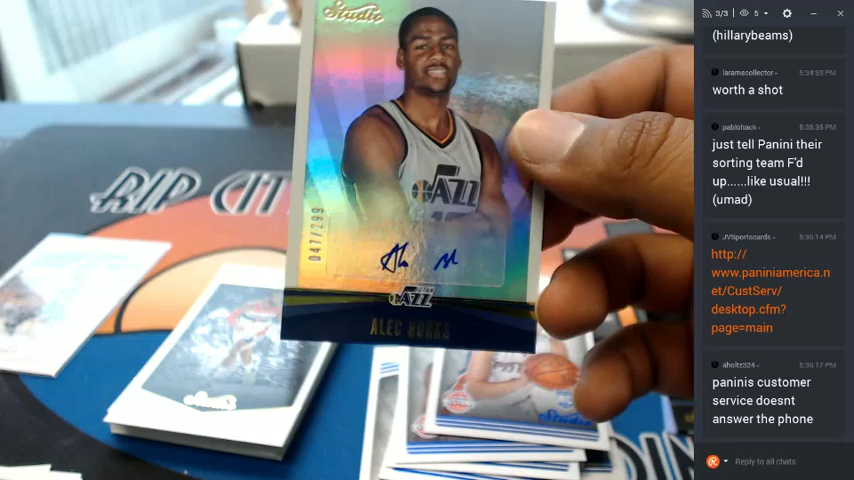 Studio
JAZZ
047/299
UTAH
JAZZ
ALEC BURKS
RIP CITY
Studio
3/3
5
(hillarybeams)
laramscollector
5:34:53 PM
worth a shot
pablohack
5:35:35 PM
just tell Panini their
sorting team F'd
up......like usual!!!
(umad)
JVSportscards
5:36:14 PM
http://
www.paniniamerica.n
et/CustServ/
desktop.cfm?
page=main
aholtz324
5:36:17 PM
paninis customer
service doesnt
answer the phone
Reply to all chats